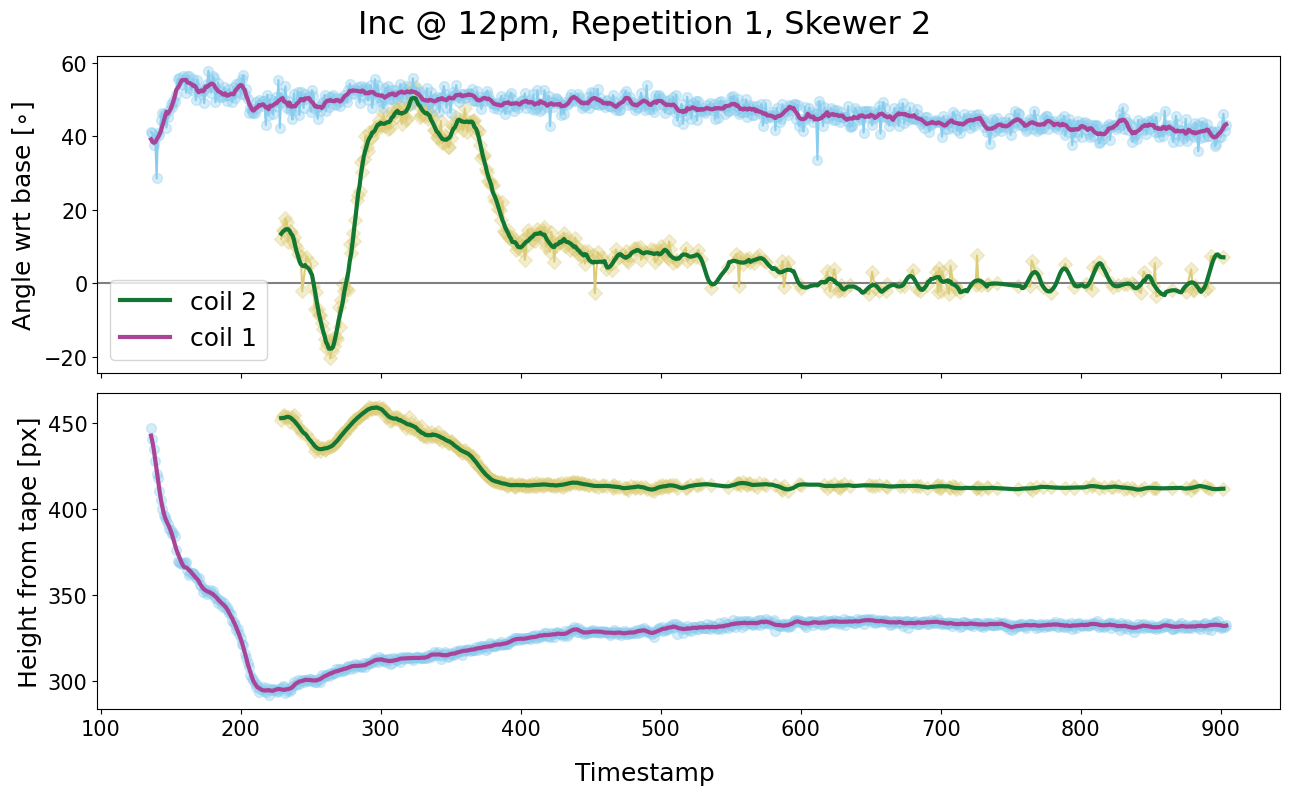 Inc @ 12pm, Repetition 1, Skewer 2
Angle wrt base [∘]
60
40
20
0
−20
coil 2
coil 1
Height from tape [px]
450
400
350
300
100 200 300 400 500 600 700 800 900
Timestamp